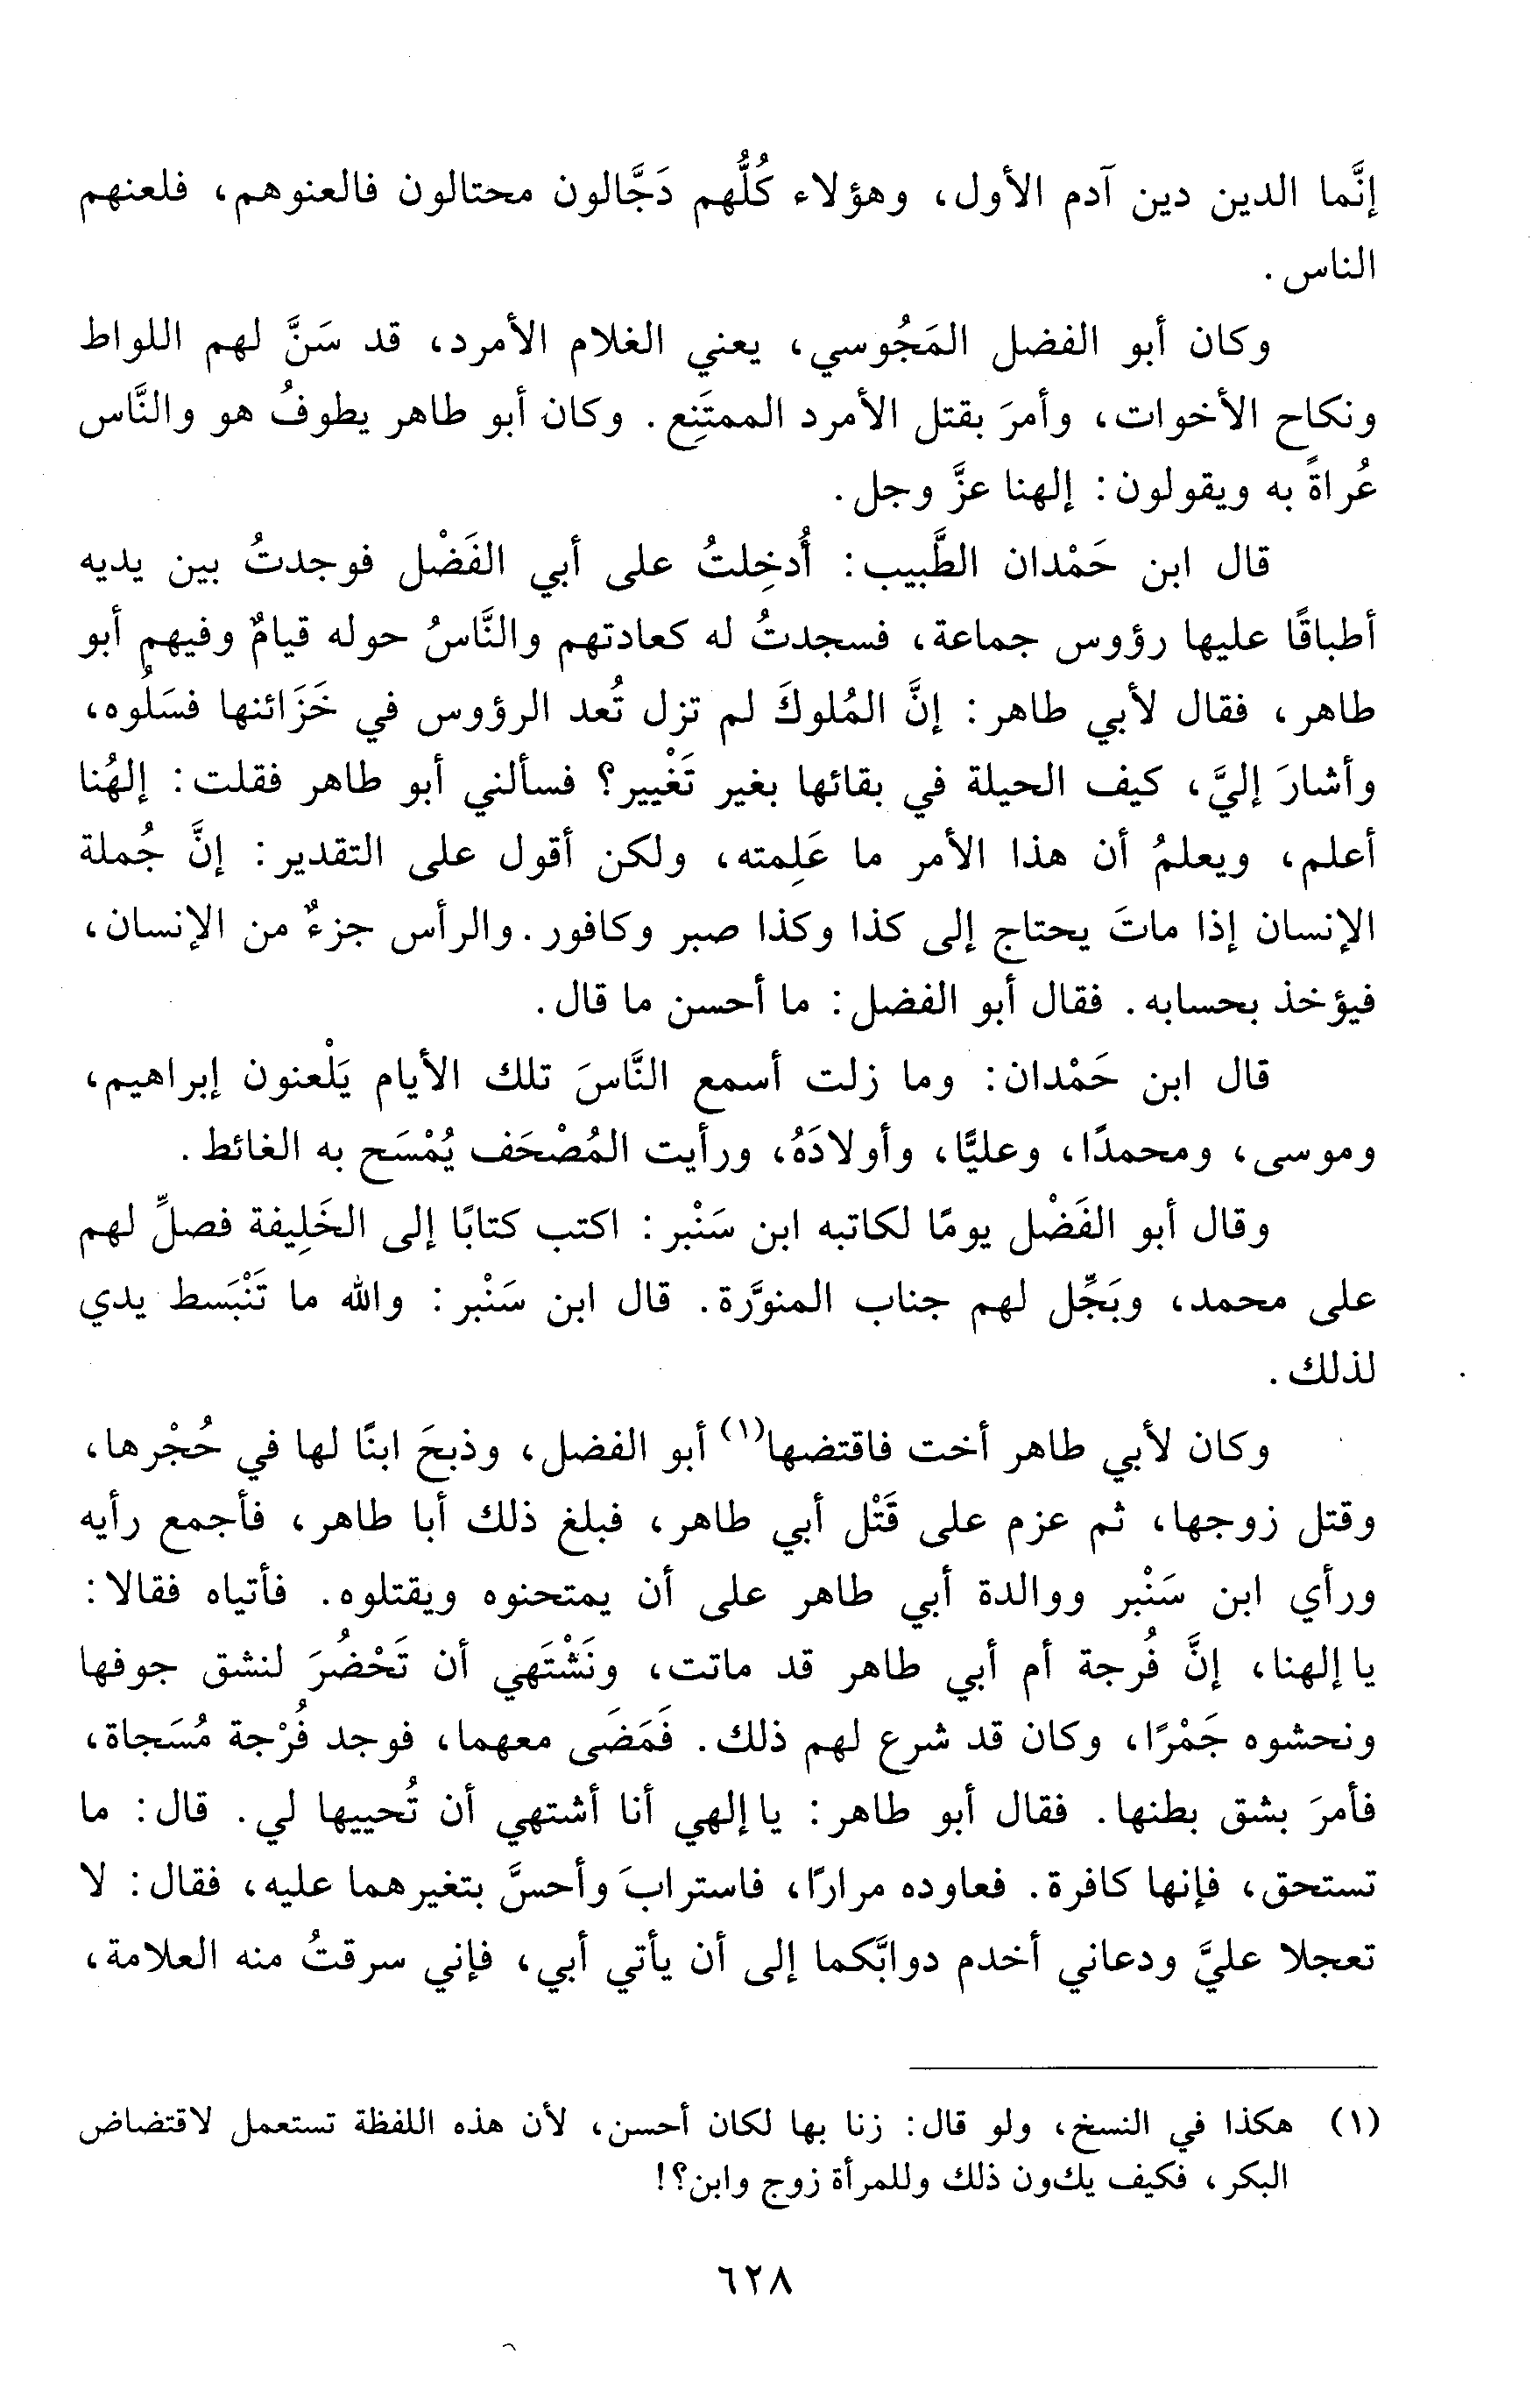 إنَّما الدين دين آدم الأول، وهؤلاء كُلُّهم دَجَّالون محتالون فالعنوهم، فلعنهم
الناس.
وكان أبو الفضل المَجُوسي، يعني الغلام الأمرد، قد سَنَّ لهم اللواط
ونكاح الأخوات، وأمرَ بقتل الأمرد الممتَنِع. وكان أبو طاهر يطوفُ هو والنَّاس
عُراةً به ويقولون: إلهنا عزَّ وجل.
قال ابن حَمْدان الطَّبيب: أُدخِلتُ على أبي الفَضْل فوجدتُ بين يديه
أطباقًا عليها رؤوس جماعة، فسجدتُ له كعادتهم والنَّاسُ حوله قيامٌ وفيهم أبو
طاهر، فقال لأبي طاهر: إنَّ المُلوكَ لم تزل تُعد الرؤوس في خَزَائنها فسَلُوه،
وأشارَ إليَّ، كيف الحيلة في بقائها بغير تَغْيير؟ فسألني أبو طاهر فقلت: إلهُنا
أعلم، ويعلمُ أن هذا الأمر ما عَلِمته، ولكن أقول على التقدير: إنَّ جُملة
الإنسان إذا ماتَ يحتاج إلى كذا وكذا صبر وكافور. والرأس جزءٌ من الإنسان،
فيؤخذ بحسابه. فقال أبو الفضل: ما أحسن ما قال.
قال ابن حَمْدان: وما زلت أسمع النَّاسَ تلك الأيام يَلْعنون إبراهيم،
وموسى، ومحمدًا، وعليًّا، وأولادَهُ، ورأيت المُصْحَف يُمْسَح به الغائط.
وقال أبو الفَضْل يومًا لكاتبه ابن سَنْبر: اكتب كتابًا إلى الخَلِيفة فصلِّ لهم
على محمد، وبَجِّل لهم جناب المنورَّة. قال ابن سَنْبر: والله ما تَنْبَسط يدي
لذلك.
وكان لأبي طاهر أخت فاقتضها(١) أبو الفضل، وذبحَ ابنًا لها في حُجْرها،
وقتل زوجها، ثم عزم على قَتْل أبي طاهر، فبلغ ذلك أبا طاهر، فأجمع رأيه
ورأي ابن سَنْبر ووالدة أبي طاهر على أن يمتحنوه ويقتلوه. فأتياه فقالا:
يا إلهنا، إنَّ فُرجة أم أبي طاهر قد ماتت، ونَشْتَهي أن تَحْضُرَ لنشق جوفها
ونحشوه جَمْرًا، وكان قد شرع لهم ذلك. فَمَضَى معهما، فوجد فُرْجة مُسَجاة،
فأمرَ بشق بطنها. فقال أبو طاهر: يا إلهي أنا أشتهي أن تُحييها لي. قال: ما
تستحق، فإنها كافرة. فعاوده مرارًا، فاسترابَ وأحسَّ بتغيرهما عليه، فقال: لا
تعجلا عليَّ ودعاني أخدم دوابَّكما إلى أن يأتي أبي، فإني سرقتُ منه العلامة،
(١) هكذا في النسخ، ولو قال: زنا بها لكان أحسن، لأن هذه اللفظة تستعمل لاقتضاض
البكر، فكيف يكون ذلك وللمرأة زوج وابن؟!
٦٢٨